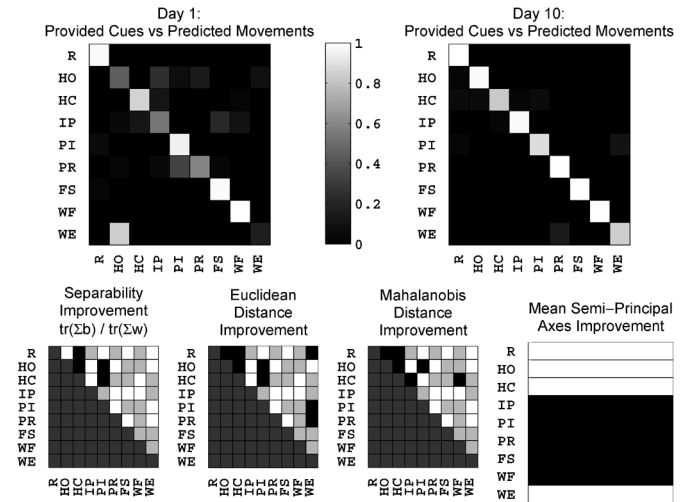 Day 1:
Provided Cues vs Predicted Movements
R
HO
HC
IP
PI
PR
FS
WF
WE
R HO HC IP PI PR FS WF WE
1
0.8
0.6
0.4
0.2
0
Day 10:
Provided Cues vs Predicted Movements
R
HO
HC
IP
PI
PR
FS
WF
WE
R HO HC IP PI PR FS WF WE
Separability
Improvement
tr(Σb) / tr(Σw)
R
HO
HC
IP
PI
PR
FS
WF
WE
R HO HC IP PI PR FS WF WE
Euclidean
Distance
Improvement
R
HO
HC
IP
PI
PR
FS
WF
WE
R HO HC IP PI PR FS WF WE
Mahalanobis
Distance
Improvement
R
HO
HC
IP
PI
PR
FS
WF
WE
R HO HC IP PI PR FS WF WE
Mean Semi−Principal
Axes Improvement
R
HO
HC
IP
PI
PR
FS
WF
WE